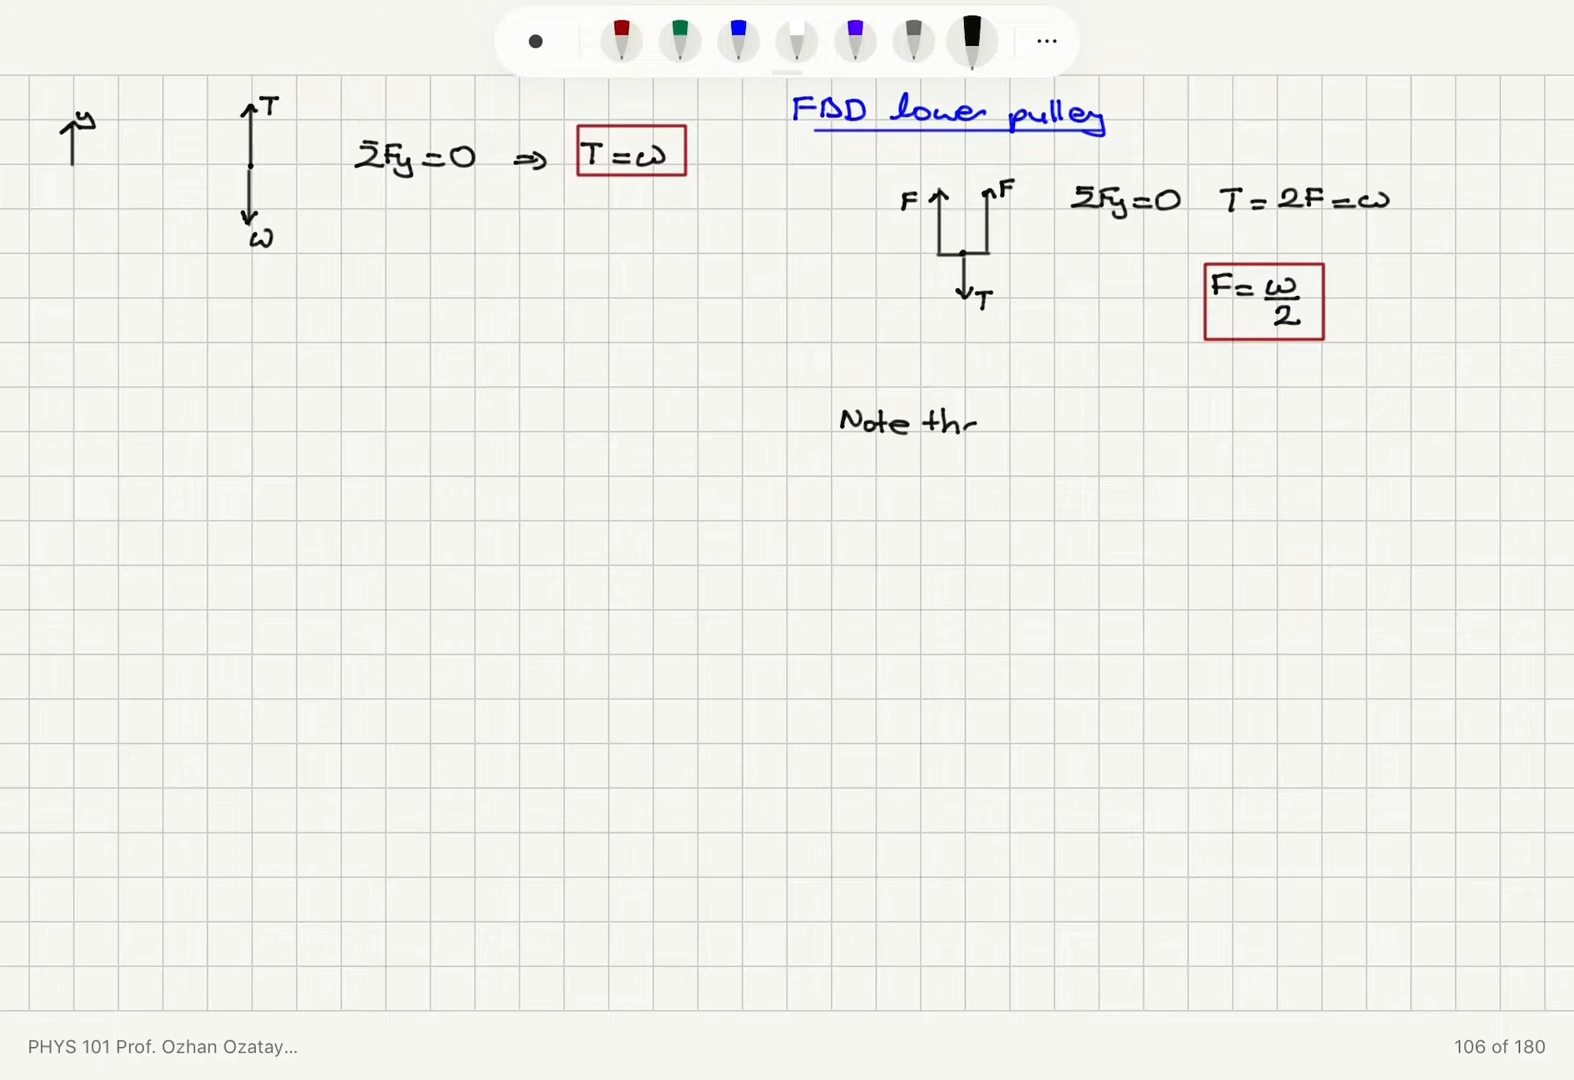 y
T
ΣFy = 0 ⇒ T = ω
ω
FBD lower pulley
F F ΣFy = 0 T = 2F = ω
T
F = ω/2
Note thr
PHYS 101 Prof. Ozhan Ozatay...
106 of 180